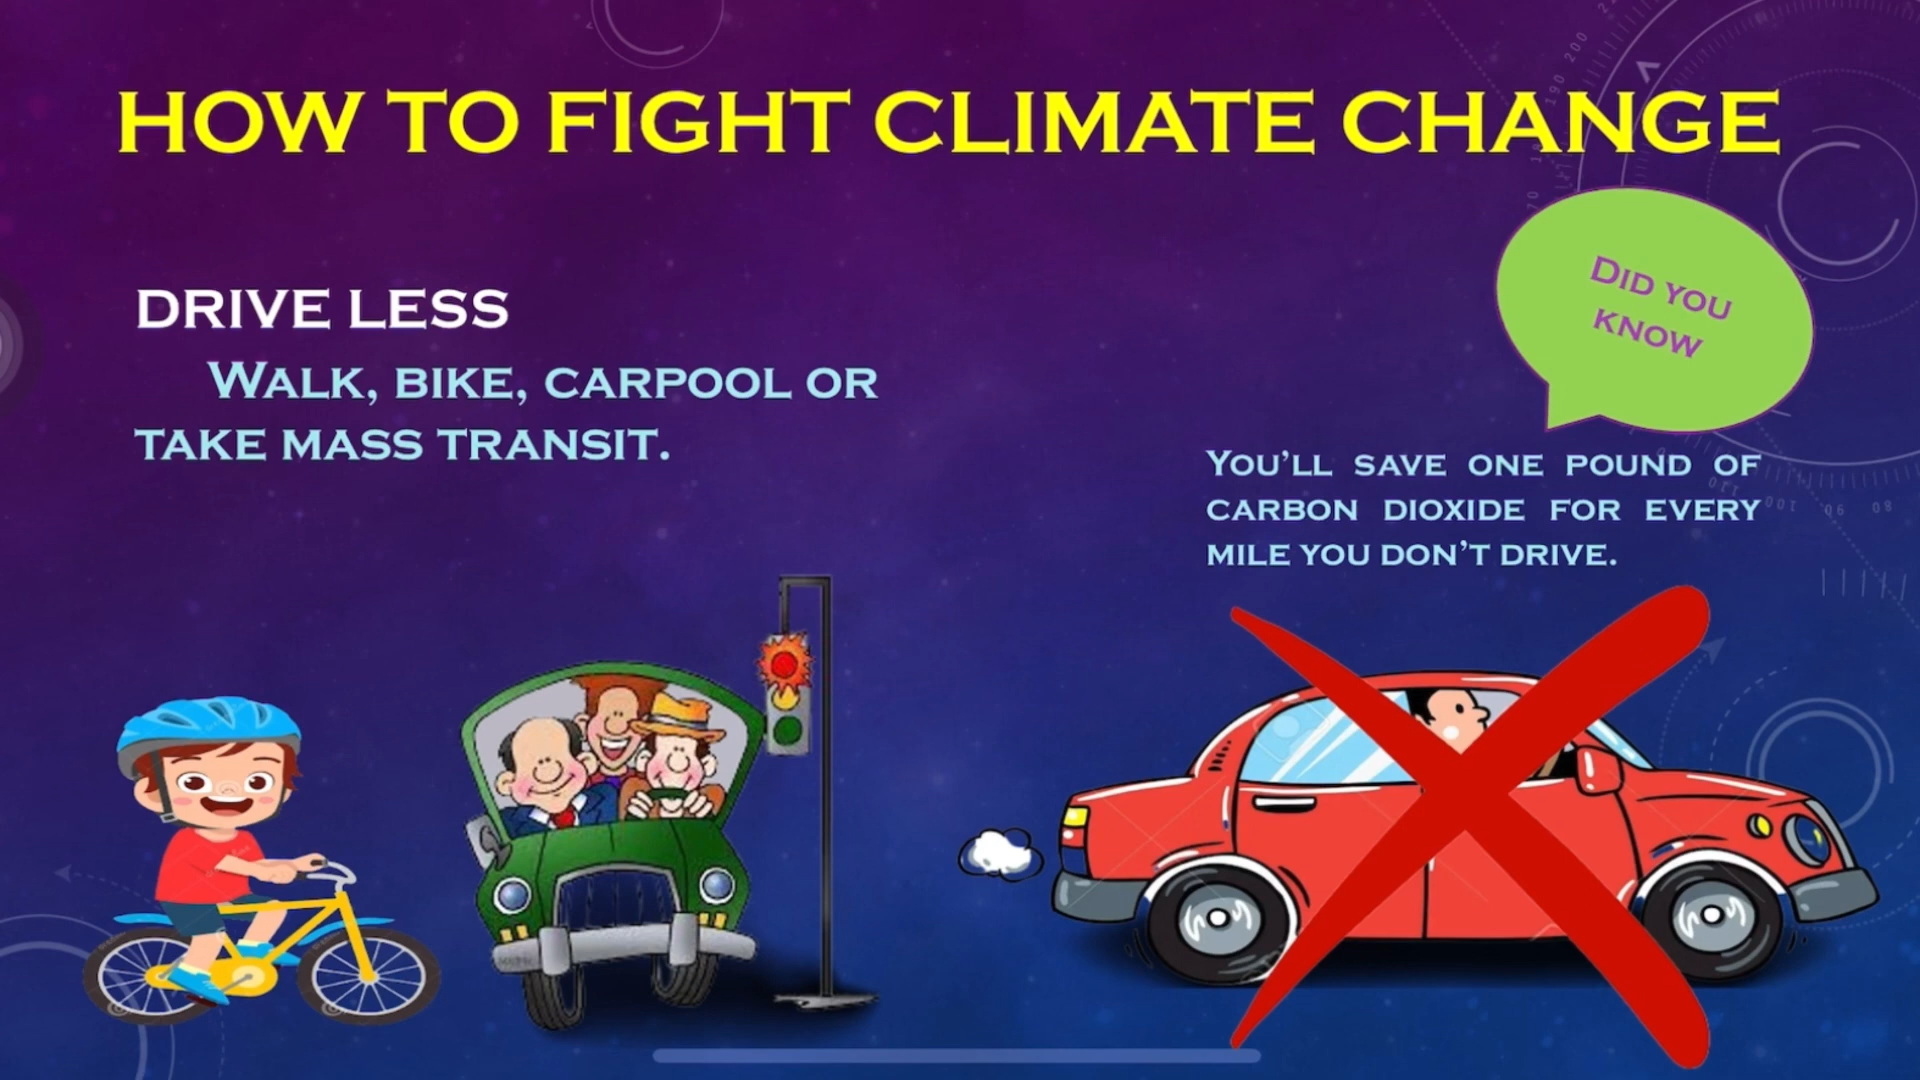 HOW TO FIGHT CLIMATE CHANGE
DRIVE LESS
WALK, BIKE, CARPOOL OR
TAKE MASS TRANSIT.
DID YOU
KNOW
YOU'LL SAVE ONE POUND OF
CARBON DIOXIDE FOR EVERY
MILE YOU DON'T DRIVE.